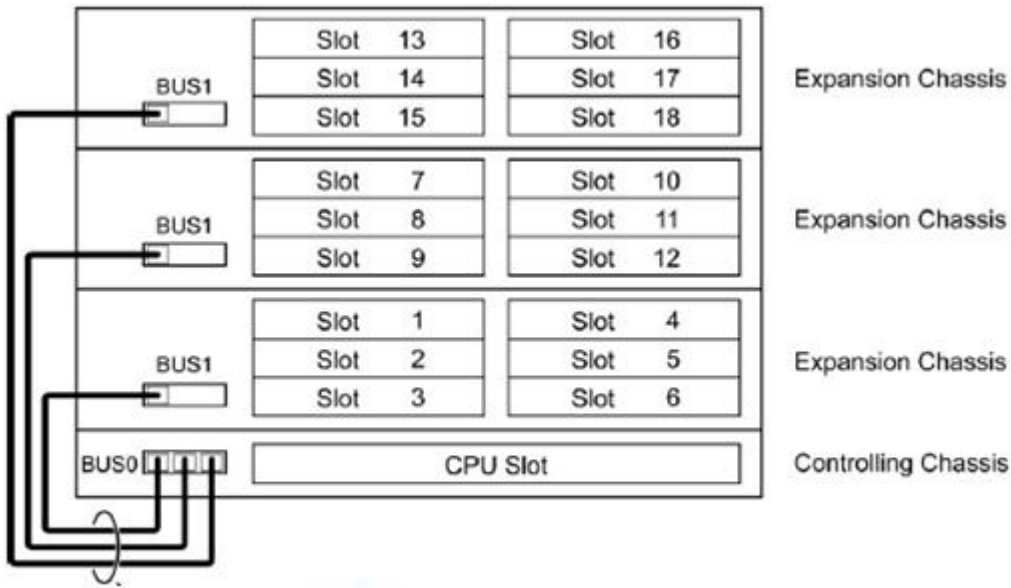 Slot 13 Slot 16
BUS1 Slot 14 Slot 17 Expansion Chassis
Slot 15 Slot 18
Slot 7 Slot 10
BUS1 Slot 8 Slot 11 Expansion Chassis
Slot 9 Slot 12
Slot 1 Slot 4
BUS1 Slot 2 Slot 5 Expansion Chassis
Slot 3 Slot 6
BUS0 CPU Slot Controlling Chassis